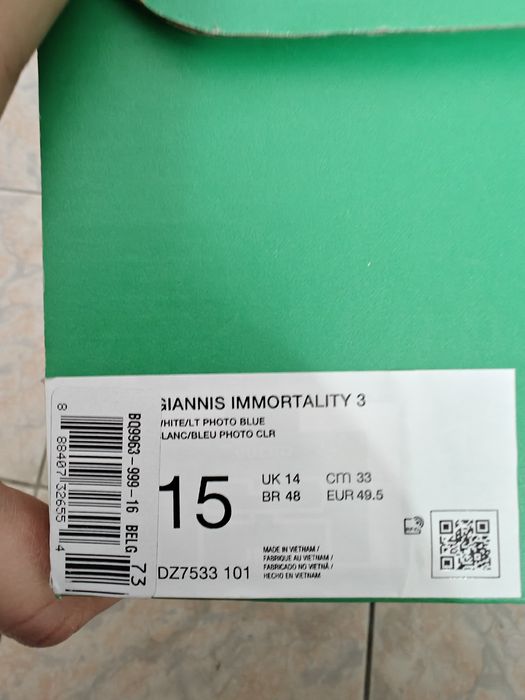 GIANNIS IMMORTALITY 3
WHITE/LT PHOTO BLUE
BLANC/BLEU PHOTO CLR
15
UK 14 cm 33
BR 48 EUR 49.5
MADE IN VIETNAM /
FABRIQUE AU VIETNAM /
FABRICADO NO VIETNÃ /
HECHO EN VIETNAM
DZ7533 101
BQ9963-999-16 BELG 73
8 88407 32655 4